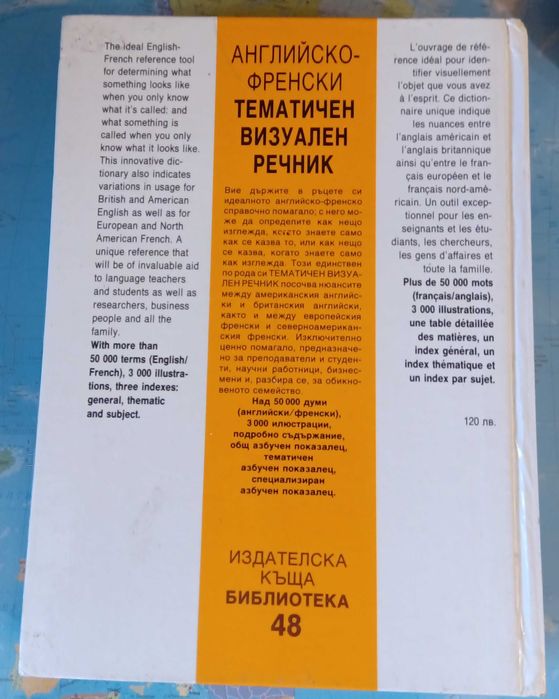 The ideal English-
French reference tool
for determining what
something looks like
when you only know
what it's called: and
what something is
called when you only
know what it looks like.
This innovative dic-
tionary also indicates
variations in usage for
British and American
English as well as for
European and North
American French. A
unique reference that
will be of invaluable aid
to language teachers
and students as well as
researchers, business
people and all the
family.
With more than
50 000 terms (English/
French), 3 000 illustra-
tions, three indexes:
general, thematic
and subject.
АНГЛИЙСКО-
ФРЕНСКИ
ТЕМАТИЧЕН
ВИЗУАЛЕН
РЕЧНИК
Вие държите в ръцете си
идеалното английско-френско
справочно помагало; с него мо-
же да определите как нещо
изглежда, когато знаете само
как се казва то, или как нещо
се казва, когато знаете само
как изглежда. Този единствен
по рода си ТЕМАТИЧЕН ВИЗУА-
ЛЕН РЕЧНИК посочва нюансите
между американския английс-
ки и британския английски,
както и между европейския
френски и северноамерикан-
ския френски. Изключително
ценно помагало, предназначе-
но за преподаватели и студен-
ти, научни работници, бизнес-
мени и, разбира се, за обикно-
веното семейство.
Над 50 000 думи
(английски/френски),
3 000 илюстрации,
подробно съдържание,
общ азбучен показалец,
тематичен
азбучен показалец,
специализиран
азбучен показалец.
ИЗДАТЕЛСКА
КЪЩА
БИБЛИОТЕКА
48
L'ouvrage de réfé-
rence idéal pour iden-
tifier visuellement
l'objet que vous avez
à l'esprit. Ce diction-
naire unique indique
les nuances entre
l'anglais américain et
l'anglais britannique
ainsi qu'entre le fran-
çais européen et le
français nord-amé-
ricain. Un outil excep-
tionnel pour les en-
seignants et les étu-
diants, les chercheurs,
les gens d'affaires et
toute la famille.
Plus de 50 000 mots
(français/anglais),
3 000 illustrations,
une table détaillée
des matières, un
index général, un
index thématique et
un index par sujet.
120 лв.